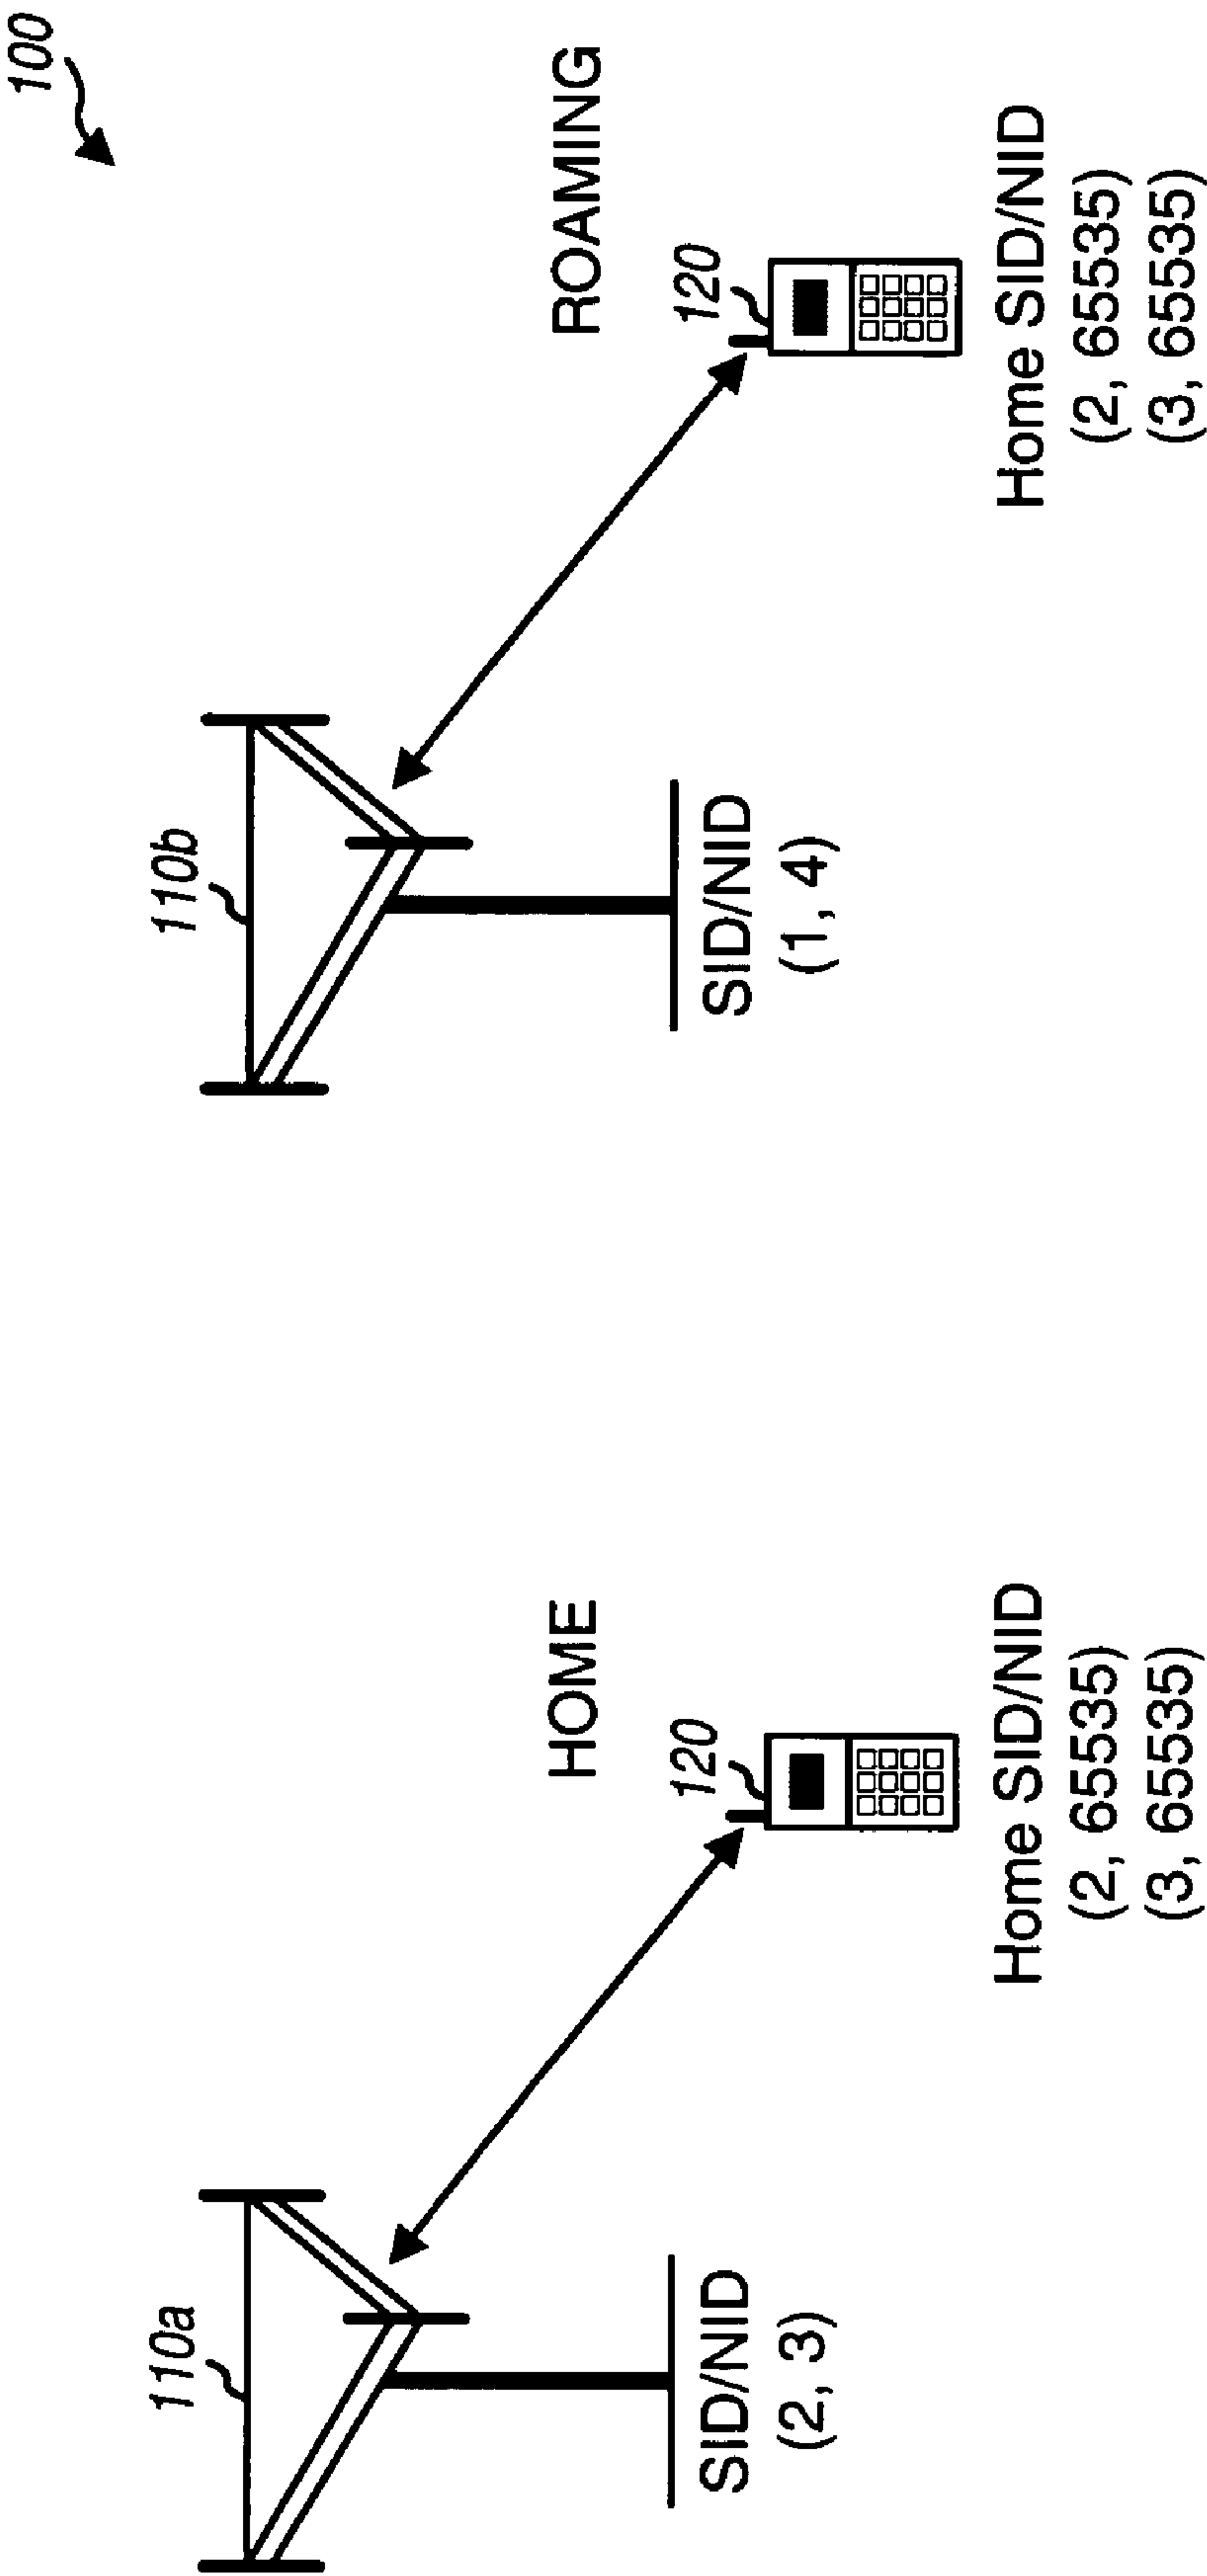 100
110a
HOME
120
SID/NID
(2, 3)
Home SID/NID
(2, 65535)
(3, 65535)
110b
ROAMING
120
SID/NID
(1, 4)
Home SID/NID
(2, 65535)
(3, 65535)